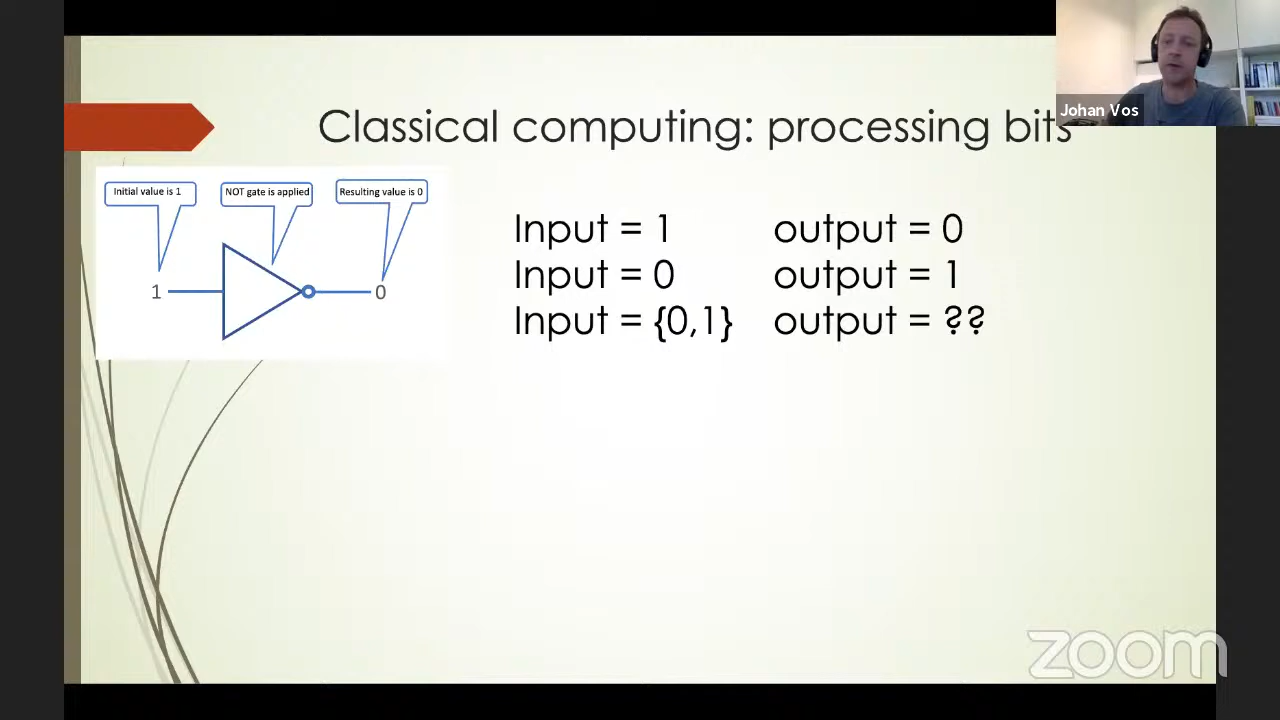 Johan Vos
Classical computing: processing bits
Initial value is 1
NOT gate is applied
Resulting value is 0
1
0
Input = 1 output = 0
Input = 0 output = 1
Input = {0,1} output = ??
zoom